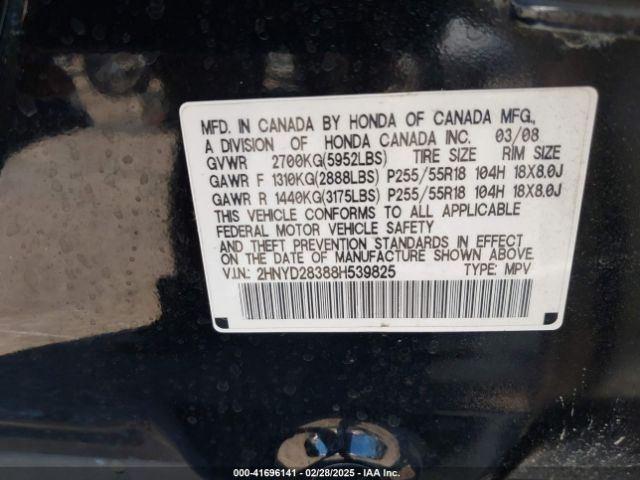 MFD. IN CANADA BY HONDA OF CANADA MFG.,
A DIVISION OF HONDA CANADA INC. 03/08
GVWR 2700KG(5952LBS) TIRE SIZE RIM SIZE
GAWR F 1310KG(2888LBS) P255/55R18 104H 18X8.0J
GAWR R 1440KG(3175LBS) P255/55R18 104H 18X8.0J
THIS VEHICLE CONFORMS TO ALL APPLICABLE
FEDERAL MOTOR VEHICLE SAFETY
AND THEFT PREVENTION STANDARDS IN EFFECT
ON THE DATE OF MANUFACTURE SHOWN ABOVE.
V.I.N.: 2HNYD28388H539825 TYPE: MPV
000-41696141 - 02/28/2025 - IAA Inc.